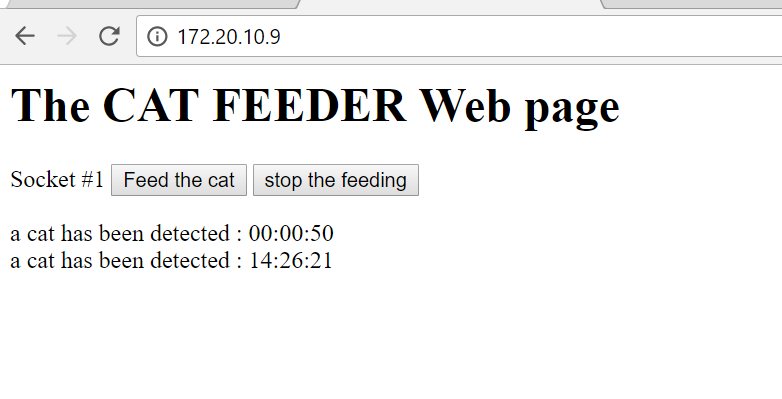 172.20.10.9
The CAT FEEDER Web page
Socket #1 Feed the cat stop the feeding
a cat has been detected : 00:00:50
a cat has been detected : 14:26:21